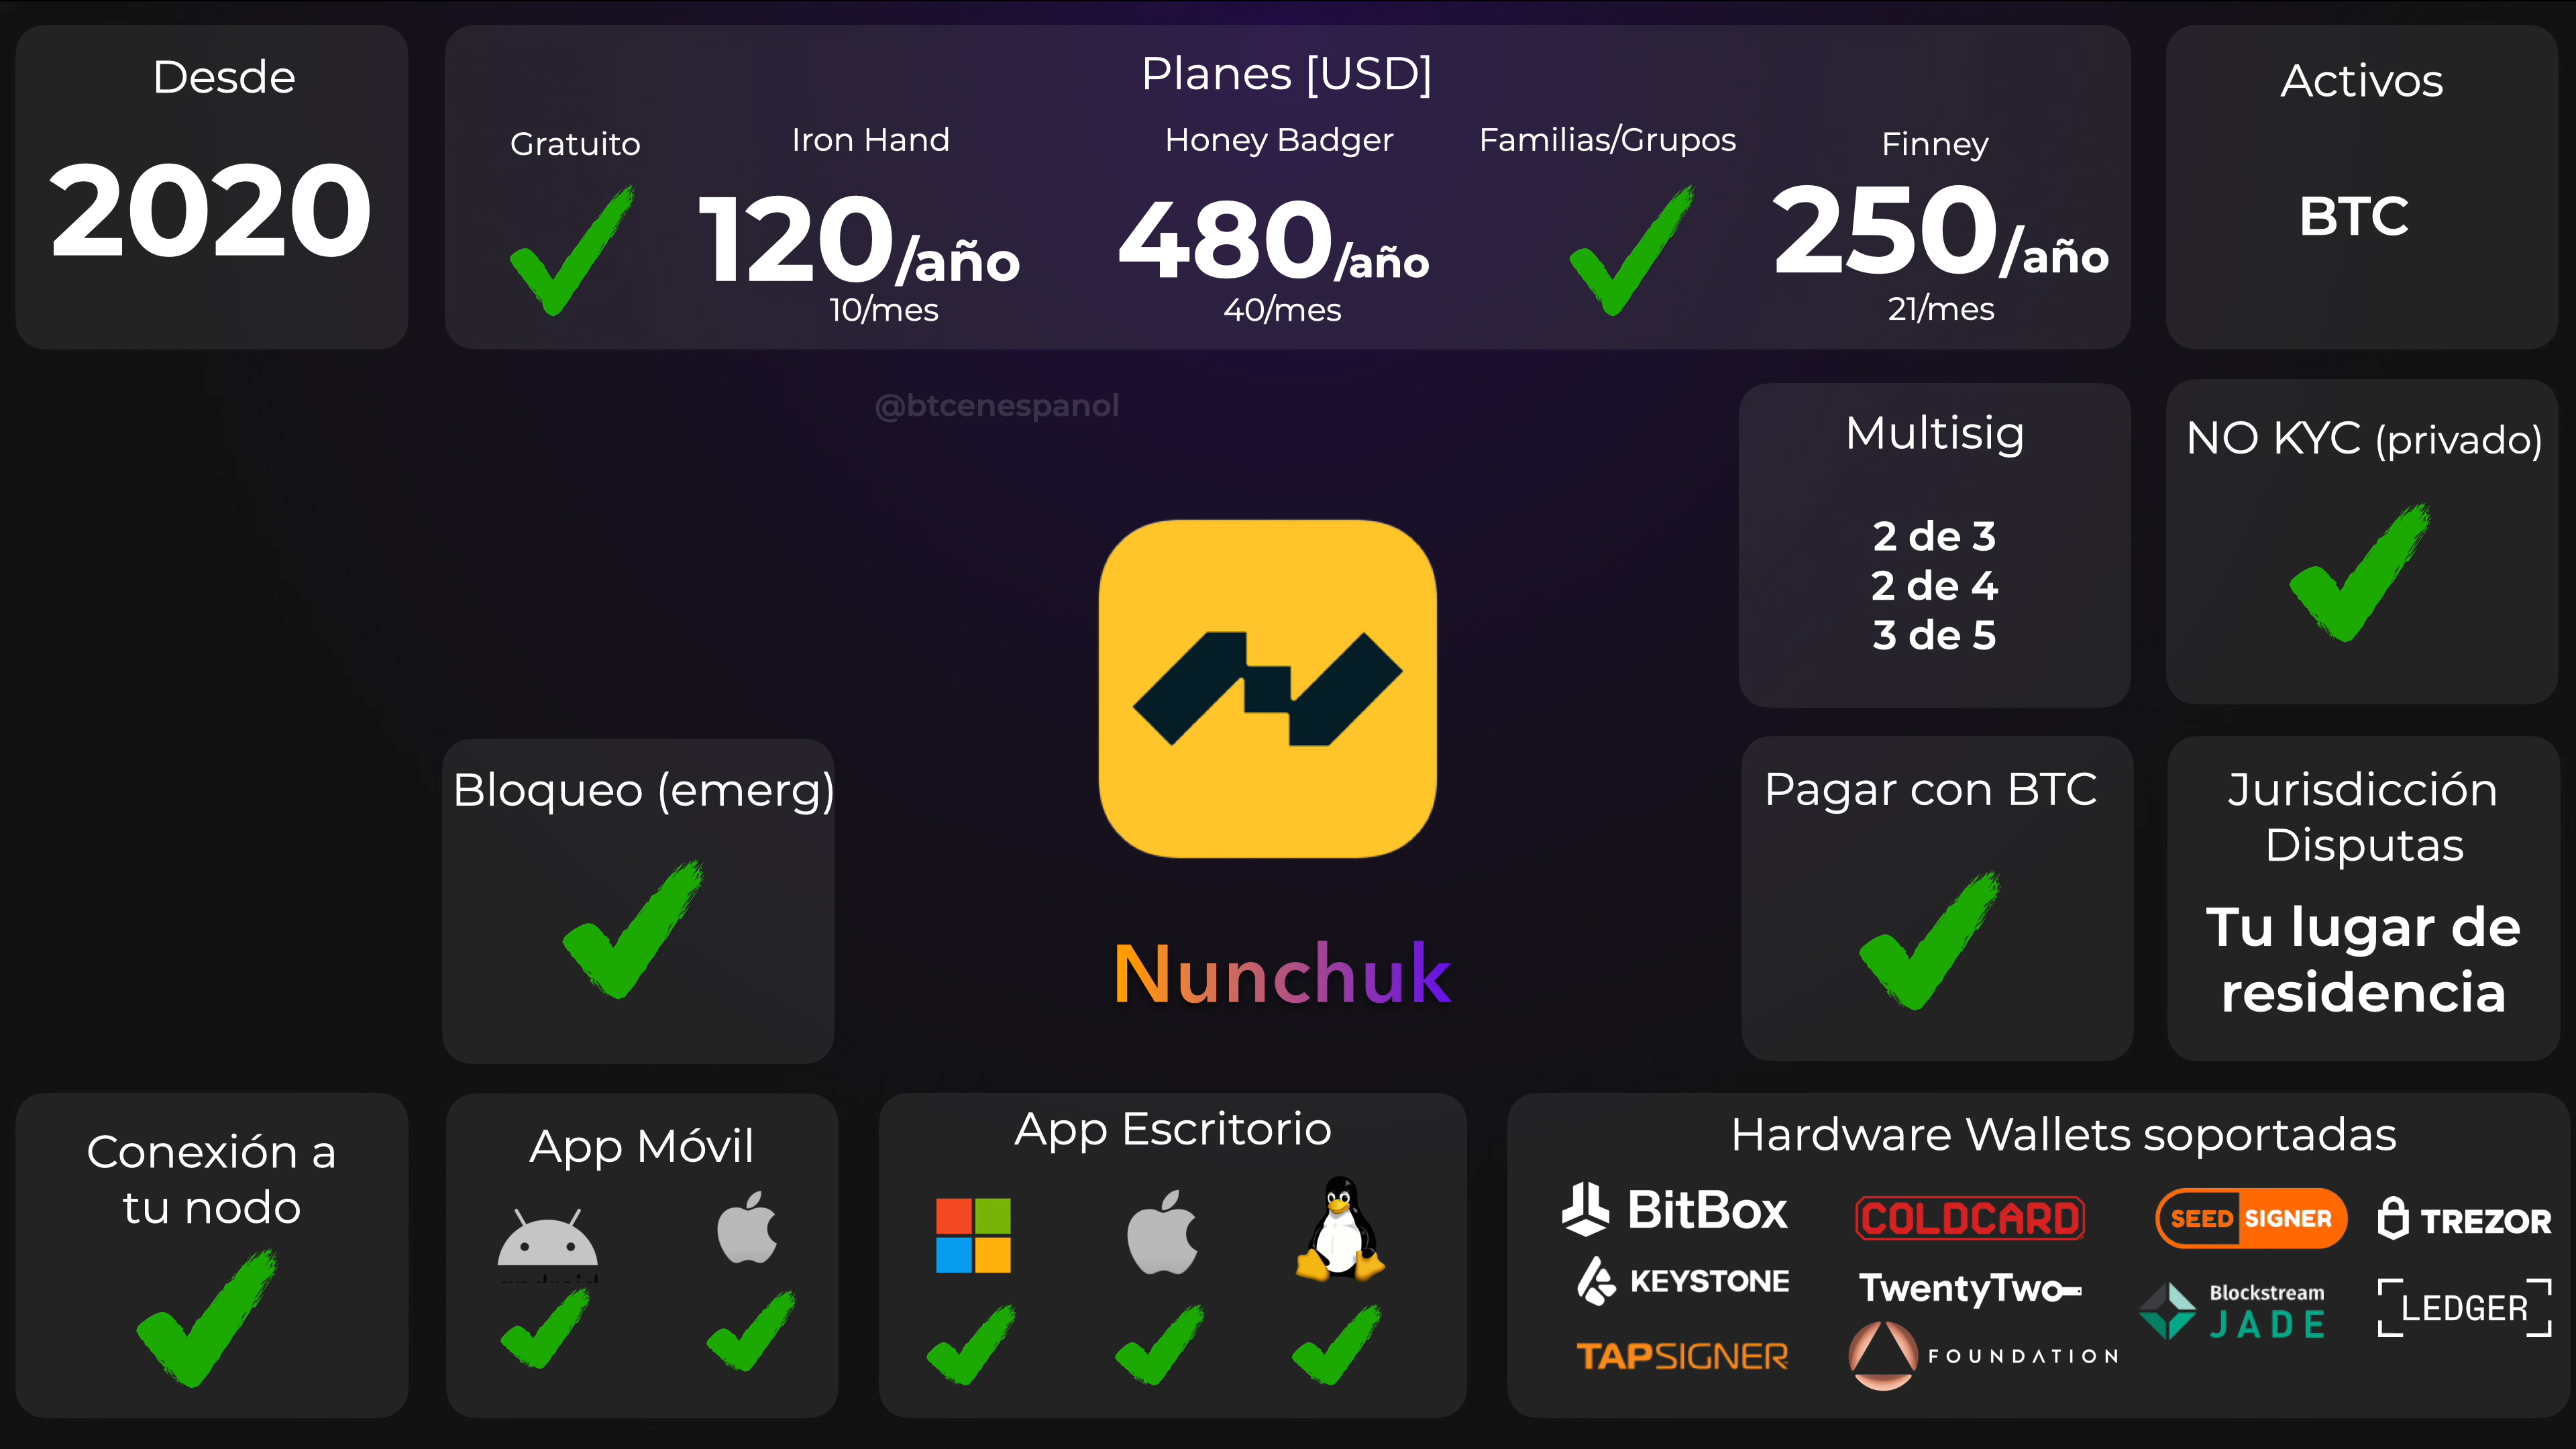 Desde
2020
Planes [USD]
Gratuito
Iron Hand
120/año
10/mes
Honey Badger
480/año
40/mes
Familias/Grupos
Finney
250/año
21/mes
Activos
BTC
@btcenespanol
Multisig
2 de 3
2 de 4
3 de 5
NO KYC (privado)
Bloqueo (emerg)
Nunchuk
Pagar con BTC
Jurisdicción
Disputas
Tu lugar de
residencia
Conexión a
tu nodo
App Móvil
App Escritorio
Hardware Wallets soportadas
BitBox
COLDCARD
SEED SIGNER
TREZOR
KEYSTONE
TwentyTwo
Blockstream
JADE
LEDGER
TAPSIGNER
FOUNDATION